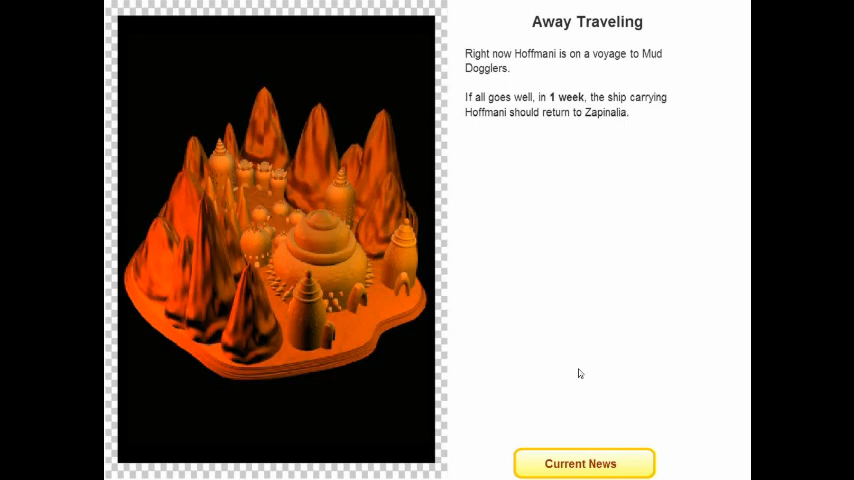 Away Traveling
Right now Hoffmani is on a voyage to Mud
Dogglers.
If all goes well, in 1 week, the ship carrying
Hoffmani should return to Zapinalia.
Current News